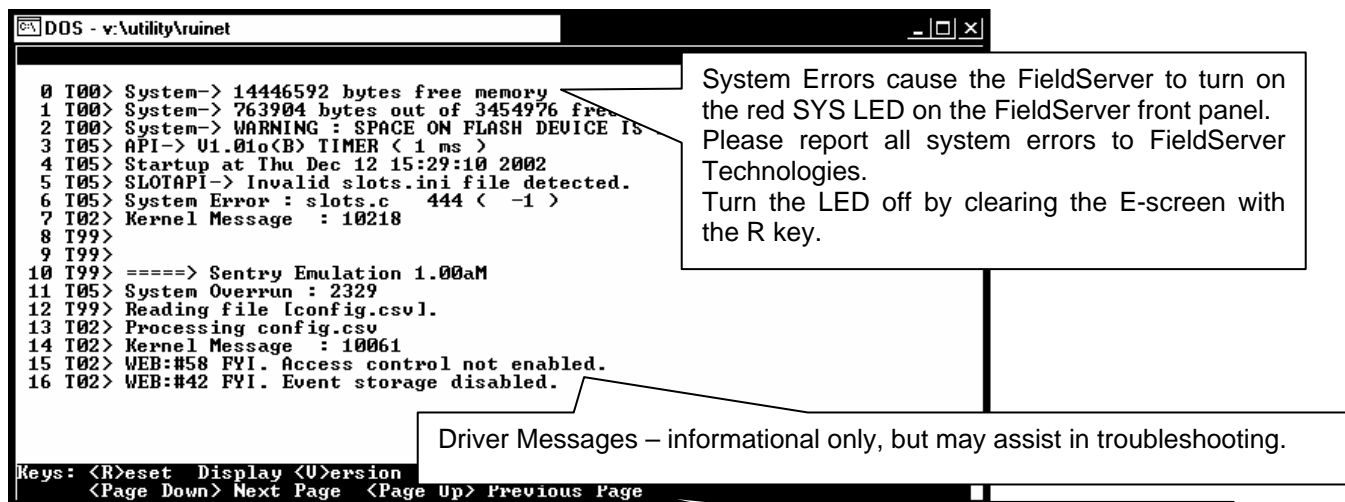 DOS - v:\utility\ruinet
0 T00> System-> 14446592 bytes free memory
1 T00> System-> 763904 bytes out of 3454976 free
2 T00> System-> WARNING : SPACE ON FLASH DEVICE IS
3 T05> API-> V1.01o(B) TIMER ( 1 ms )
4 T05> Startup at Thu Dec 12 15:29:10 2002
5 T05> SLOTAPI-> Invalid slots.ini file detected.
6 T05> System Error : slots.c 444 ( -1 )
7 T02> Kernel Message : 10218
8 T99>
9 T99>
10 T99> =====> Sentry Emulation 1.00aM
11 T05> System Overrun : 2329
12 T99> Reading file [config.csv].
13 T02> Processing config.csv
14 T02> Kernel Message : 10061
15 T02> WEB:#58 FYI. Access control not enabled.
16 T02> WEB:#42 FYI. Event storage disabled.
System Errors cause the FieldServer to turn on
the red SYS LED on the FieldServer front panel.
Please report all system errors to FieldServer
Technologies.
Turn the LED off by clearing the E-screen with
the R key.
Driver Messages – informational only, but may assist in troubleshooting.
Keys: <R>eset Display <V>ersion
<Page Down> Next Page <Page Up> Previous Page